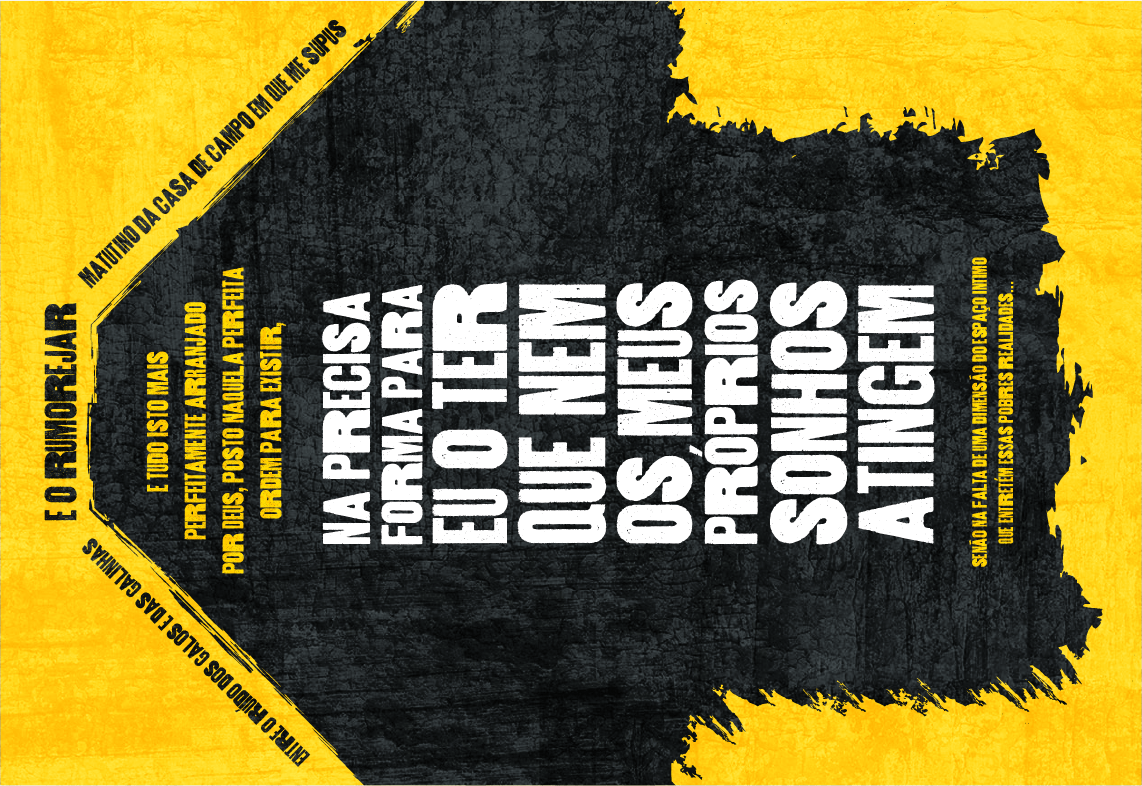 ENTRE O RUIDO DOS GALOS E DAS GALINHAS
E O RUMOREJAR
MATUTINO DA CASA DE CAMPO EM QUE ME SUPUS
E TUDO ISTO MAIS
PERFEITAMENTE ARRANJADO
POR DEUS, POSTO NAQUELA PERFEITA
ORDEM PARA EXISTIR,
NA PRECISA
FORMA PARA
EU O TER
QUE NEM
OS MEUS
PRÓPRIOS
SONHOS
ATINGEM
SENÃO NA FALTA DE UMA DIMENSÃO DO ESPAÇO INTIMO
QUE ENTRETÉM ESSAS POBRES REALIDADES...